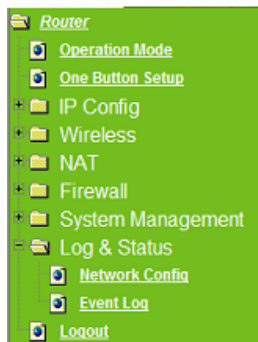 Router
Operation Mode
One Button Setup
IP Config
Wireless
NAT
Firewall
System Management
Log & Status
Network Config
Event Log
Logout